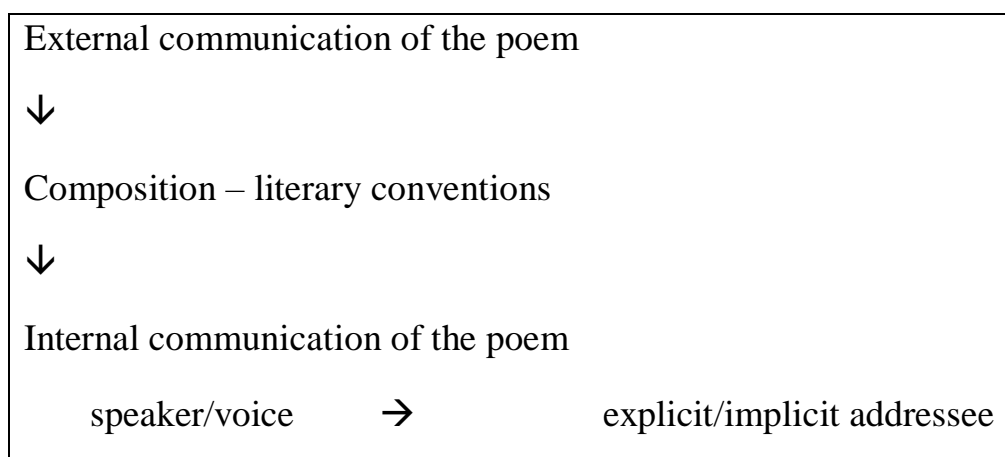 External communication of the poem
↓
Composition – literary conventions
↓
Internal communication of the poem
speaker/voice → explicit/implicit addressee